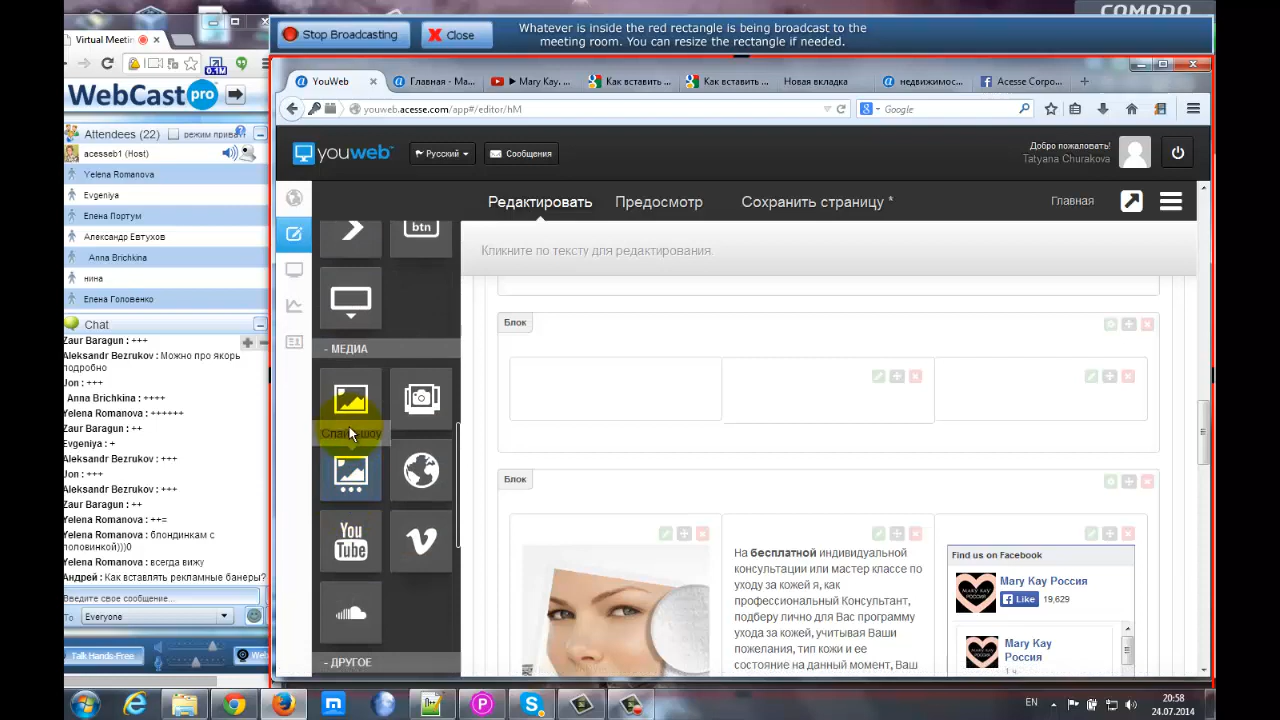 COMODO
Virtual Meeti
Stop Broadcasting
Close
Whatever is inside the red rectangle is being broadcast to the
meeting room. You can resize the rectangle if needed.
0.1M
YouWeb
Главная - Ma...
Mary Kay, ...
Как вставить ...
Как вставить ...
Новая вкладка
недвижимос...
Acesse Corpo...
WebCast pro
youweb.acesse.com/app#/editor/hM
Google
Attendees (22)
режим прива
acesseb1 (Host)
Yelena Romanova
Evgeniya
Елена Портум
Александр Евтухов
Anna Brichkina
нина
Елена Головенко
youweb
Русский
Сообщения
Добро пожаловать!
Tatyana Churakova
Редактировать
Предосмотр
Сохранить страницу *
Главная
btn
Кликните по тексту для редактирования.
- МЕДИА
Слайдшоу
You
Tube
- ДРУГОЕ
Блок
Блок
На бесплатной индивидуальной
консультации или мастер классе по
уходу за кожей я, как
профессиональный Консультант,
подберу лично для Вас программу
ухода за кожей, учитывая Ваши
пожелания, тип кожи и ее
состояние на данный момент, Ваш
Find us on Facebook
Mary Kay Россия
Like 19,629
Mary Kay
Россия
Chat
Zaur Baragun : +++
Aleksandr Bezrukov : Можно про якорь
подробно
Jon : +++
Anna Brichkina : ++++
Yelena Romanova : ++++++
Zaur Baragun : ++
Evgeniya : +
Aleksandr Bezrukov : +++
Jon : +++
Aleksandr Bezrukov : +++
Zaur Baragun : ++
Yelena Romanova : ++=
Yelena Romanova : блондинкам с
половинкой)))0
Yelena Romanova : всегда вижу
Андрей : Как вставлять рекламные банеры?
Введите свое сообщение...
To
Everyone
Talk Hands-Free
We
EN
20:58
24.07.2014